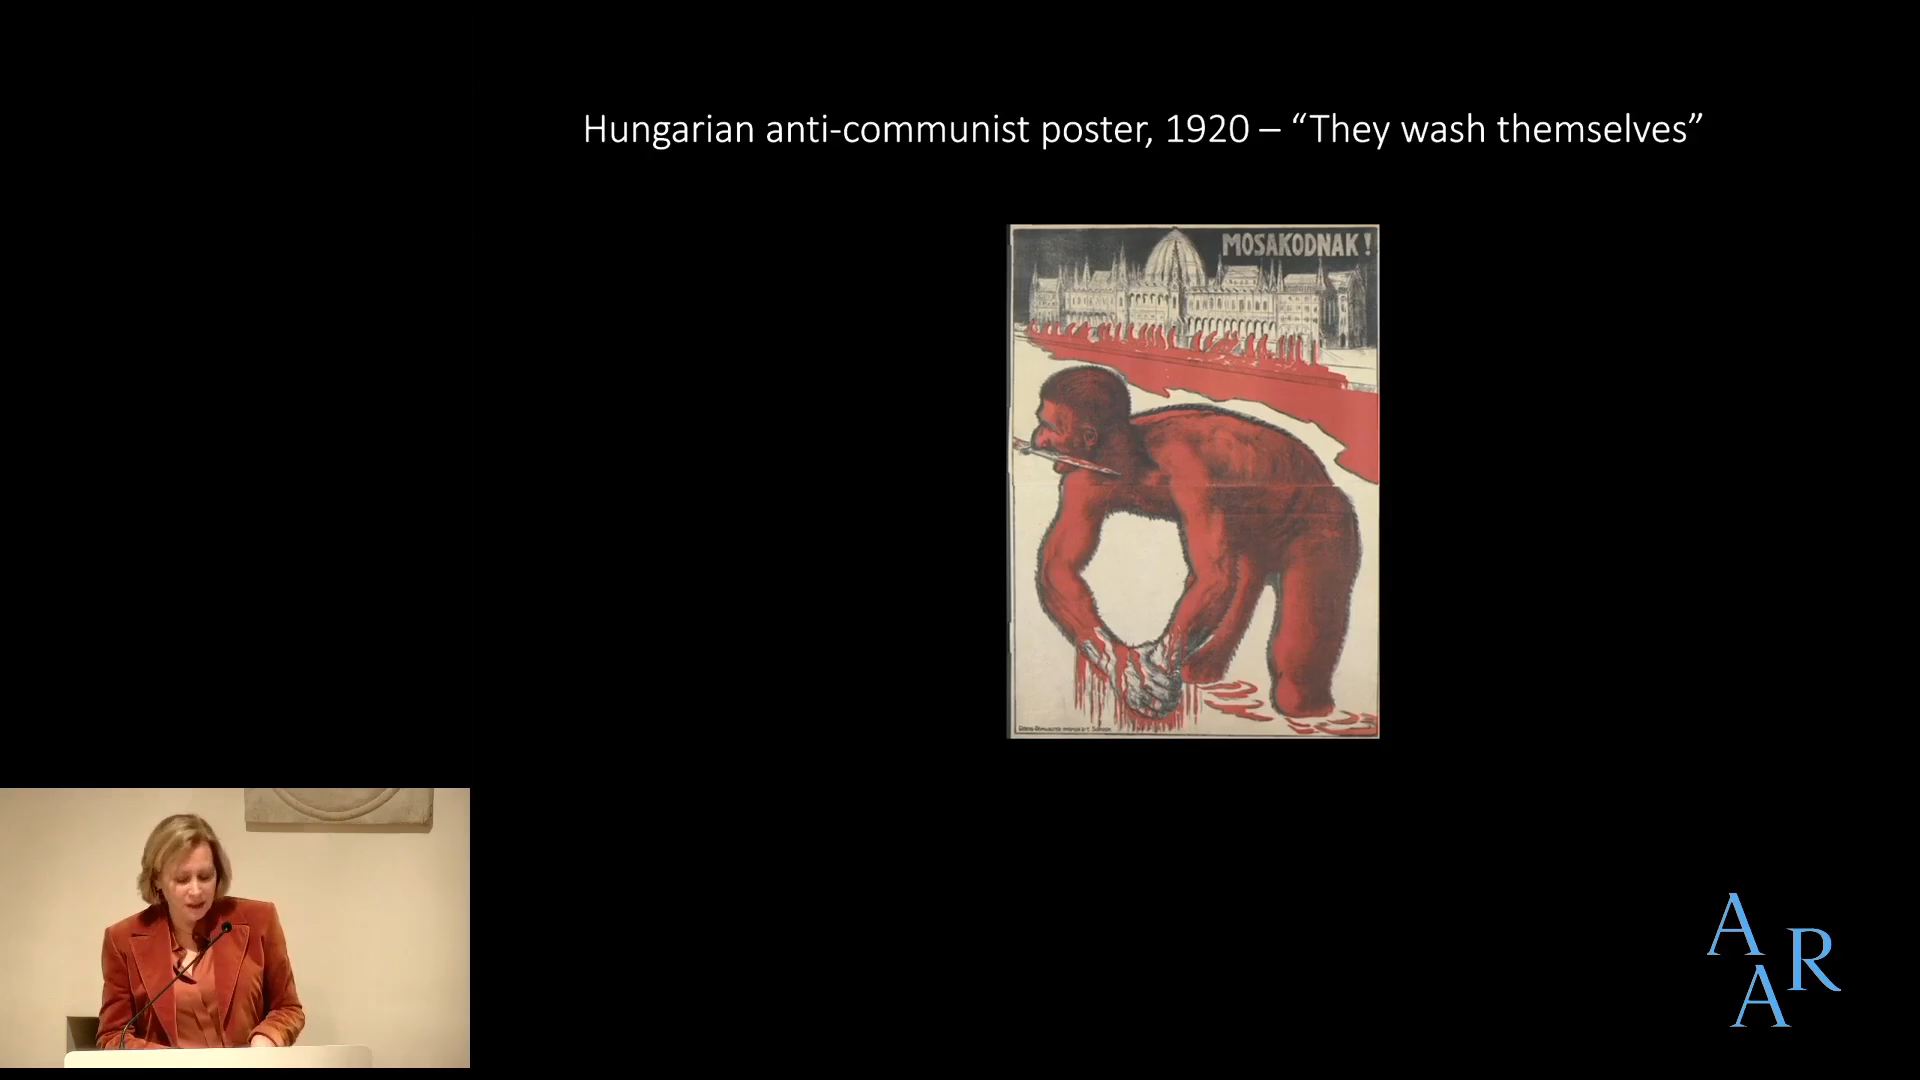 Hungarian anti-communist poster, 1920 – “They wash themselves”
MOSAKODNAK!
A
R
A